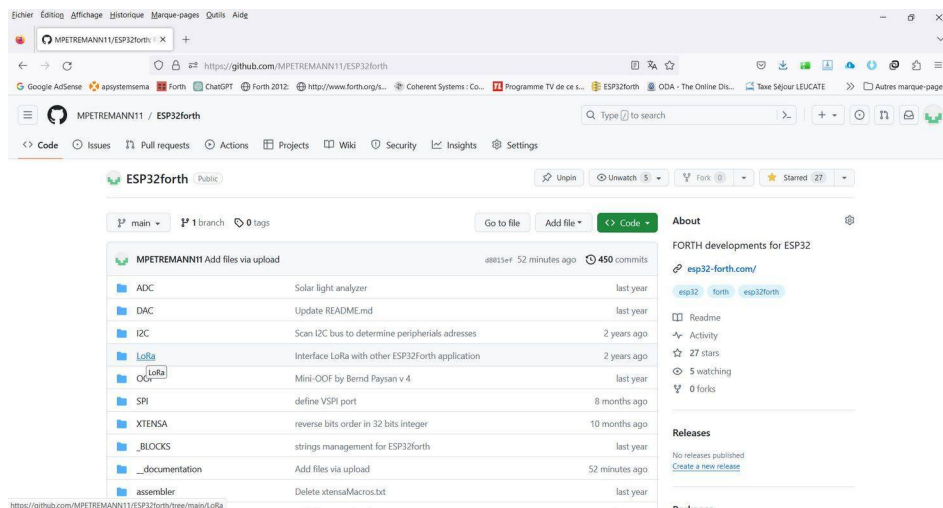 Fichier Édition Affichage Historique Marque-pages Outils Aide
MPETREMANN11/ESP32forth:
https://github.com/MPETREMANN11/ESP32forth
Google AdSense apsystemsema Forth ChatGPT Forth 2012: http://www.forth.org/s... Coherent Systems : Co... Programme TV de ce s... ESP32forth ODA - The Online Dis... Taxe Séjour LEUCATE Autres marque-page
MPETREMANN11 / ESP32forth Type / to search
Code Issues Pull requests Actions Projects Wiki Security Insights Settings
ESP32forth Public Unpin Unwatch 5 Fork 0 Starred 27
main 1 branch 0 tags Go to file Add file Code
MPETREMANN11 Add files via upload d8015ef 52 minutes ago 450 commits
ADC Solar light analyzer last year
DAC Update README.md last year
I2C Scan I2C bus to determine peripherials adresses 2 years ago
LoRa Interface LoRa with other ESP32Forth application 2 years ago
LoRa
Mini-OOF by Bernd Paysan v 4 last year
SPI define VSPI port 8 months ago
XTENSA reverse bits order in 32 bits integer 10 months ago
_BLOCKS strings management for ESP32forth last year
__documentation Add files via upload 52 minutes ago
assembler Delete xtensaMacros.txt last year
https://github.com/MPETREMANN11/ESP32forth/tree/main/LoRa
About
FORTH developments for ESP32
esp32-forth.com/
esp32 forth esp32forth
Readme
Activity
27 stars
5 watching
0 forks
Releases
No releases published
Create a new release